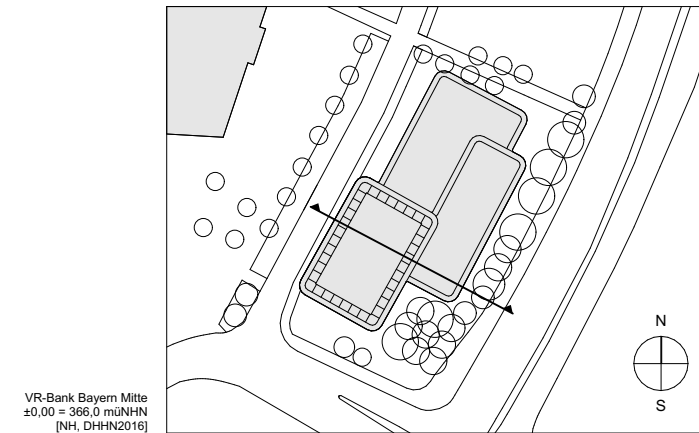 N
S
VR-Bank Bayern Mitte
±0,00 = 366,0 müNHN
[NH, DHHN2016]